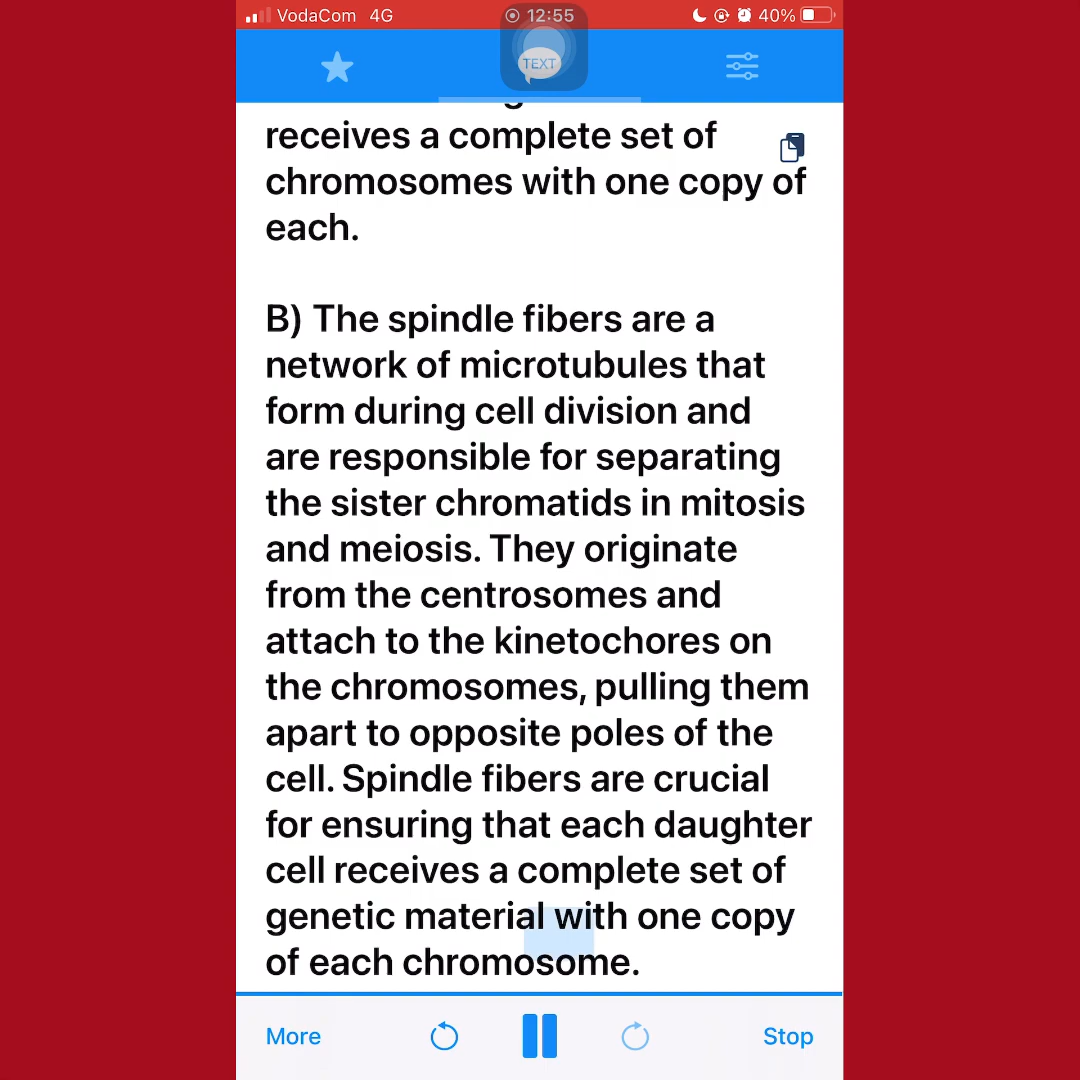 VodaCom 4G 12:55 40%
TEXT
receives a complete set of
chromosomes with one copy of
each.
B) The spindle fibers are a
network of microtubules that
form during cell division and
are responsible for separating
the sister chromatids in mitosis
and meiosis. They originate
from the centrosomes and
attach to the kinetochores on
the chromosomes, pulling them
apart to opposite poles of the
cell. Spindle fibers are crucial
for ensuring that each daughter
cell receives a complete set of
genetic material with one copy
of each chromosome.
More Stop